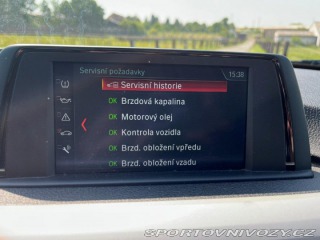 Servisní požadavky
15:38
Servisní historie
OK Brzdová kapalina
OK Motorový olej
OK Kontrola vozidla
OK Brzd. obložení vpředu
OK Brzd. obložení vzadu
SPORTOVNIVOZY.CZ